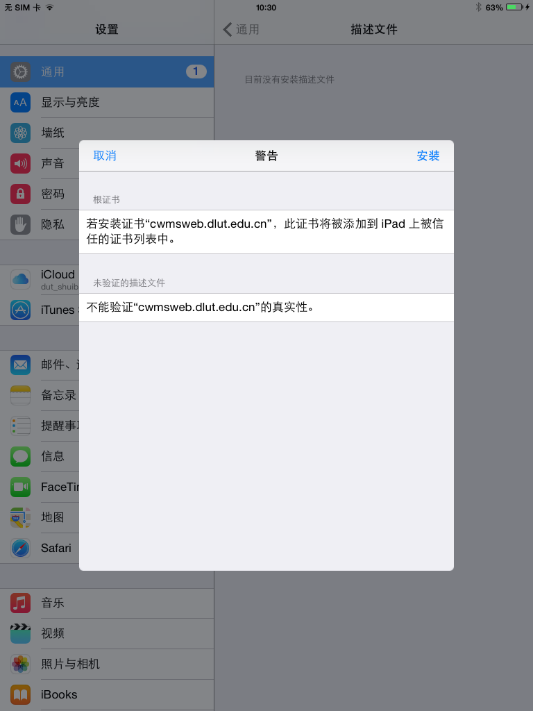 无 SIM 卡
10:30
63%
设置
通用
描述文件
通用
1
目前没有安装描述文件
显示与亮度
墙纸
取消
警告
安装
声音
密码
根证书
隐私
若安装证书“cwmsweb.dlut.edu.cn”，此证书将被添加到 iPad 上被信
任的证书列表中。
iCloud
dut_shuib
未验证的描述文件
iTunes
不能验证“cwmsweb.dlut.edu.cn”的真实性。
邮件、
备忘录
提醒事
信息
FaceTi
地图
Safari
音乐
视频
照片与相机
iBooks